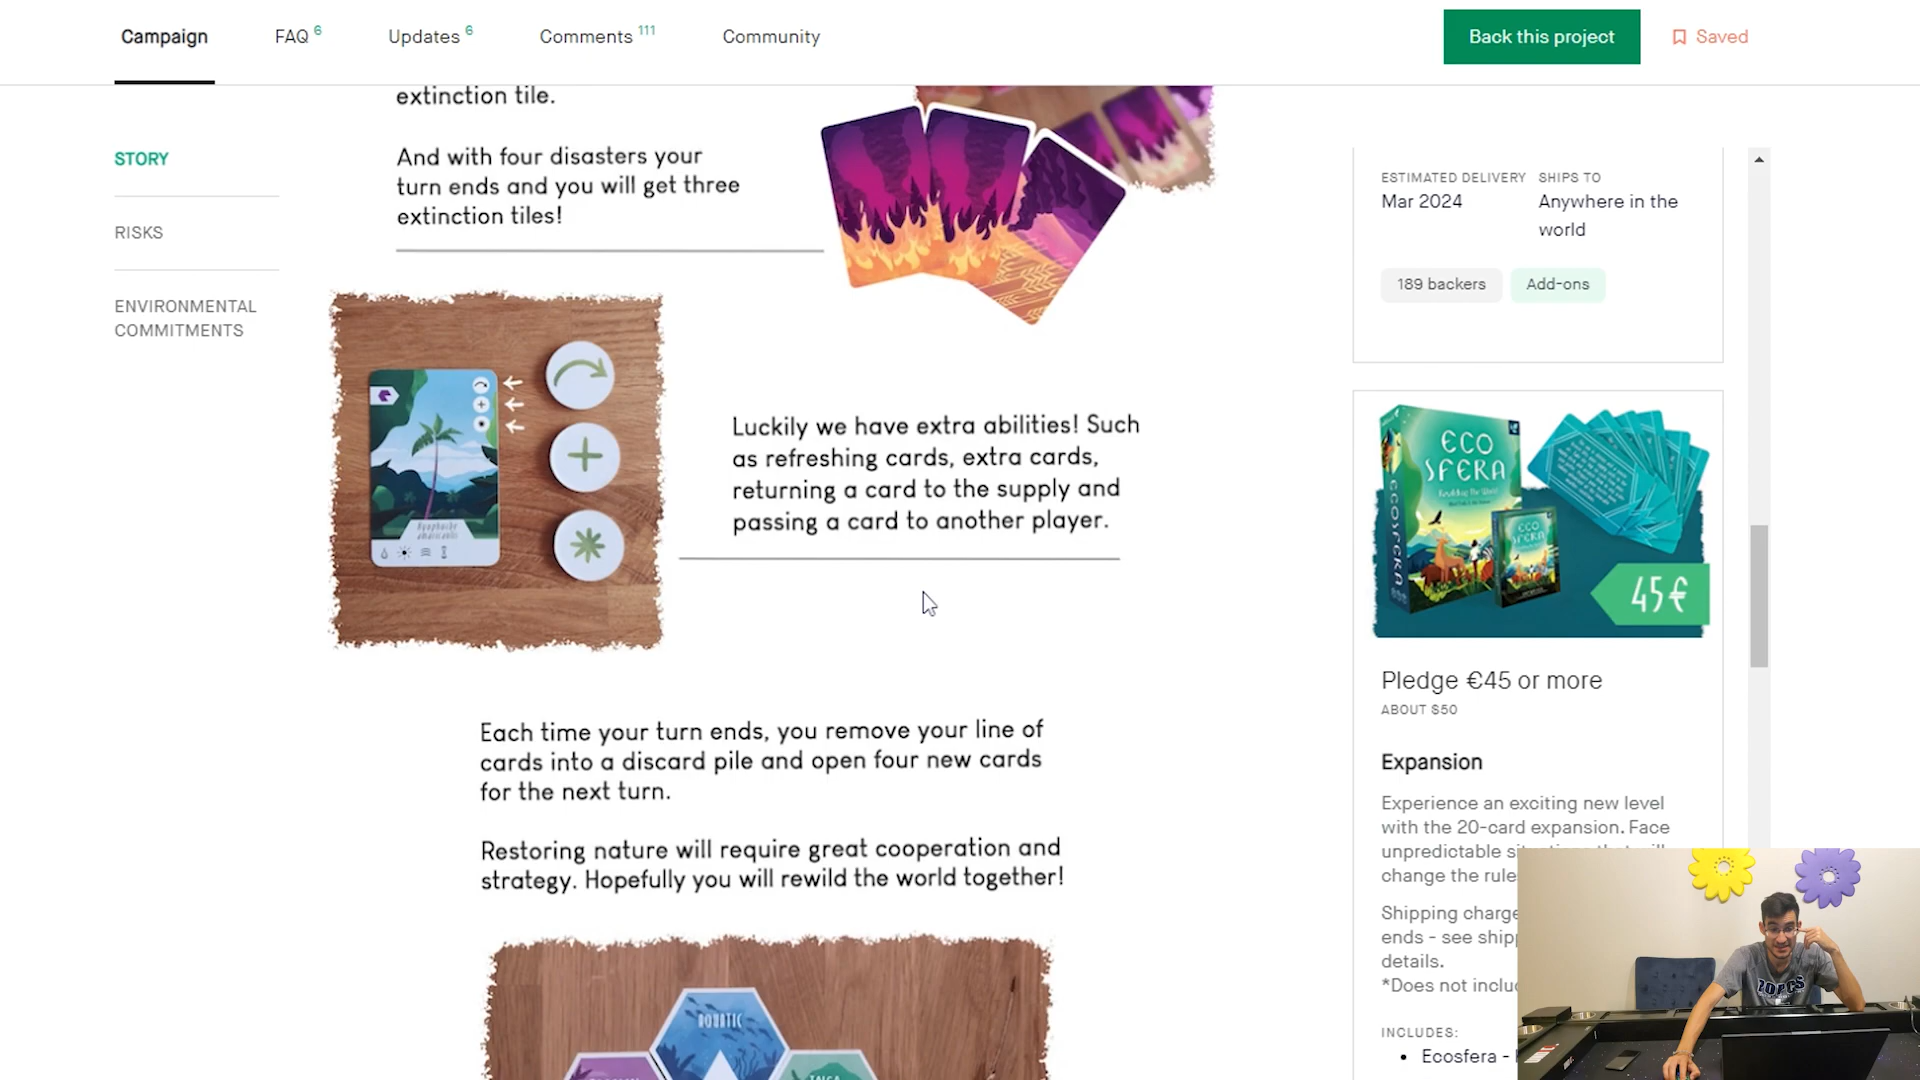 Campaign
FAQ 6
Updates 6
Comments 111
Community
Back this project
Saved
STORY
RISKS
ENVIRONMENTAL
COMMITMENTS
extinction tile.
And with four disasters your
turn ends and you will get three
extinction tiles!
Luckily we have extra abilities! Such
as refreshing cards, extra cards,
returning a card to the supply and
passing a card to another player.
Each time your turn ends, you remove your line of
cards into a discard pile and open four new cards
for the next turn.
Restoring nature will require great cooperation and
strategy. Hopefully you will rewild the world together!
AQUATIC
TAIGA
ESTIMATED DELIVERY
Mar 2024
SHIPS TO
Anywhere in the
world
189 backers
Add-ons
ECO
SFERA
Rewilding the World
ECOSFERA
ECO
SFERA
45€
Pledge €45 or more
ABOUT $50
Expansion
Experience an exciting new level
with the 20-card expansion. Face
unpredictable
change the rule
Shipping charge
ends - see
details.
*Does not
INCLUDES:
• Ecosfera -